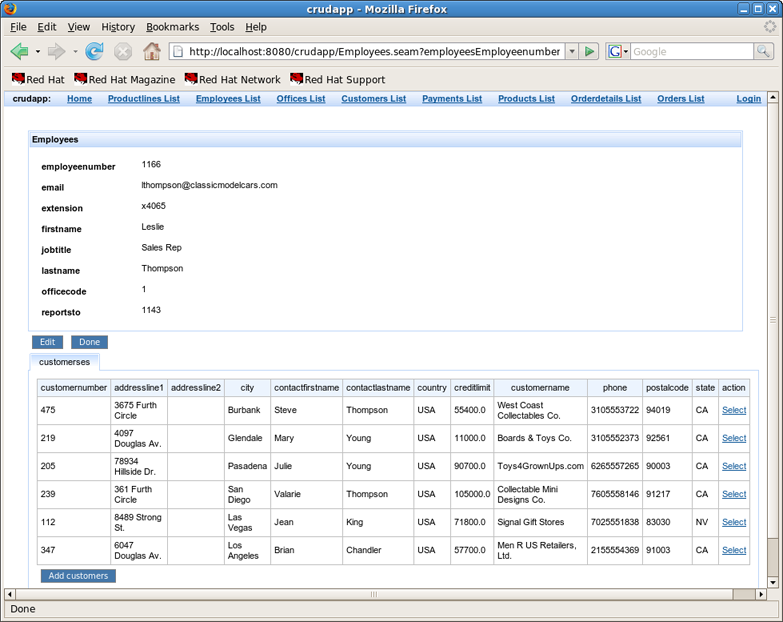 crudapp - Mozilla Firefox
File Edit View History Bookmarks Tools Help
http://localhost:8080/crudapp/Employees.seam?employeesEmployeenumber G Google
Red Hat Red Hat Magazine Red Hat Network Red Hat Support
crudapp: Home Productlines List Employees List Offices List Customers List Payments List Products List Orderdetails List Orders List Login
Employees
employeenumber 1166
email lthompson@classicmodelcars.com
extension x4065
firstname Leslie
jobtitle Sales Rep
lastname Thompson
officecode 1
reportsto 1143
Edit Done
customerses
customernumber addressline1 addressline2 city contactfirstname contactlastname country creditlimit customername phone postalcode state action
475 3675 Furth Circle Burbank Steve Thompson USA 55400.0 West Coast Collectables Co. 3105553722 94019 CA Select
219 4097 Douglas Av. Glendale Mary Young USA 11000.0 Boards & Toys Co. 3105552373 92561 CA Select
205 78934 Hillside Dr. Pasadena Julie Young USA 90700.0 Toys4GrownUps.com 6265557265 90003 CA Select
239 361 Furth Circle San Diego Valarie Thompson USA 105000.0 Collectable Mini Designs Co. 7605558146 91217 CA Select
112 8489 Strong St. Las Vegas Jean King USA 71800.0 Signal Gift Stores 7025551838 83030 NV Select
347 6047 Douglas Av. Los Angeles Brian Chandler USA 57700.0 Men R US Retailers, Ltd. 2155554369 91003 CA Select
Add customers
Done